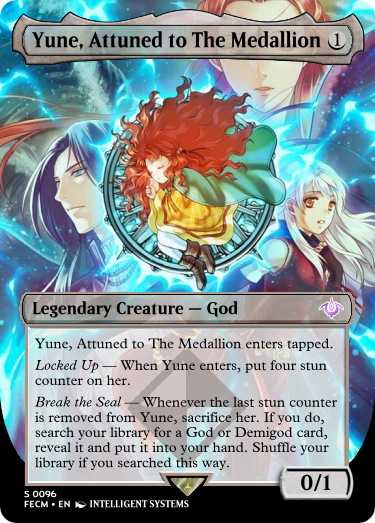 Yune, Attuned to The Medallion 1
Legendary Creature — God
Yune, Attuned to The Medallion enters tapped.
Locked Up — When Yune enters, put four stun
counter on her.
Break the Seal — Whenever the last stun counter
is removed from Yune, sacrifice her. If you do,
search your library for a God or Demigod card,
reveal it and put it into your hand. Shuffle your
library if you searched this way.
0/1
S 0096
FECM • EN INTELLIGENT SYSTEMS